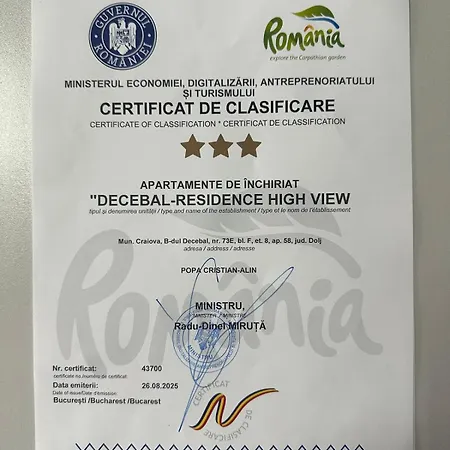 GUVERNUL
ROMÂNIEI
România
explore the Carpathian garden
MINISTERUL ECONOMIEI, DIGITALIZĂRII, ANTREPRENORIATULUI
ȘI TURISMULUI
CERTIFICAT DE CLASIFICARE
CERTIFICATE OF CLASSIFICATION * CERTIFICAT DE CLASSIFICATION
APARTAMENTE DE ÎNCHIRIAT
"DECEBAL-RESIDENCE HIGH VIEW
tipul și denumirea unității / type and name of the establishment / type et le nom de l'établissement
Mun. Craiova, B-dul Decebal, nr. 73E, bl. F, et. 8, ap. 58, jud. Dolj
adresa / address / adresse
POPA CRISTIAN-ALIN
România
MINISTRU,
MINISTER / MINISTRE
Radu-Dinel MIRUȚĂ
Nr. certificat: 43700
certificate no./numéro de certificat:
Data emiterii: 26.08.2025
Date of issue/Date d'émission:
București /Bucharest /Bucarest
CERTIFICAT
DE CLASIFICARE